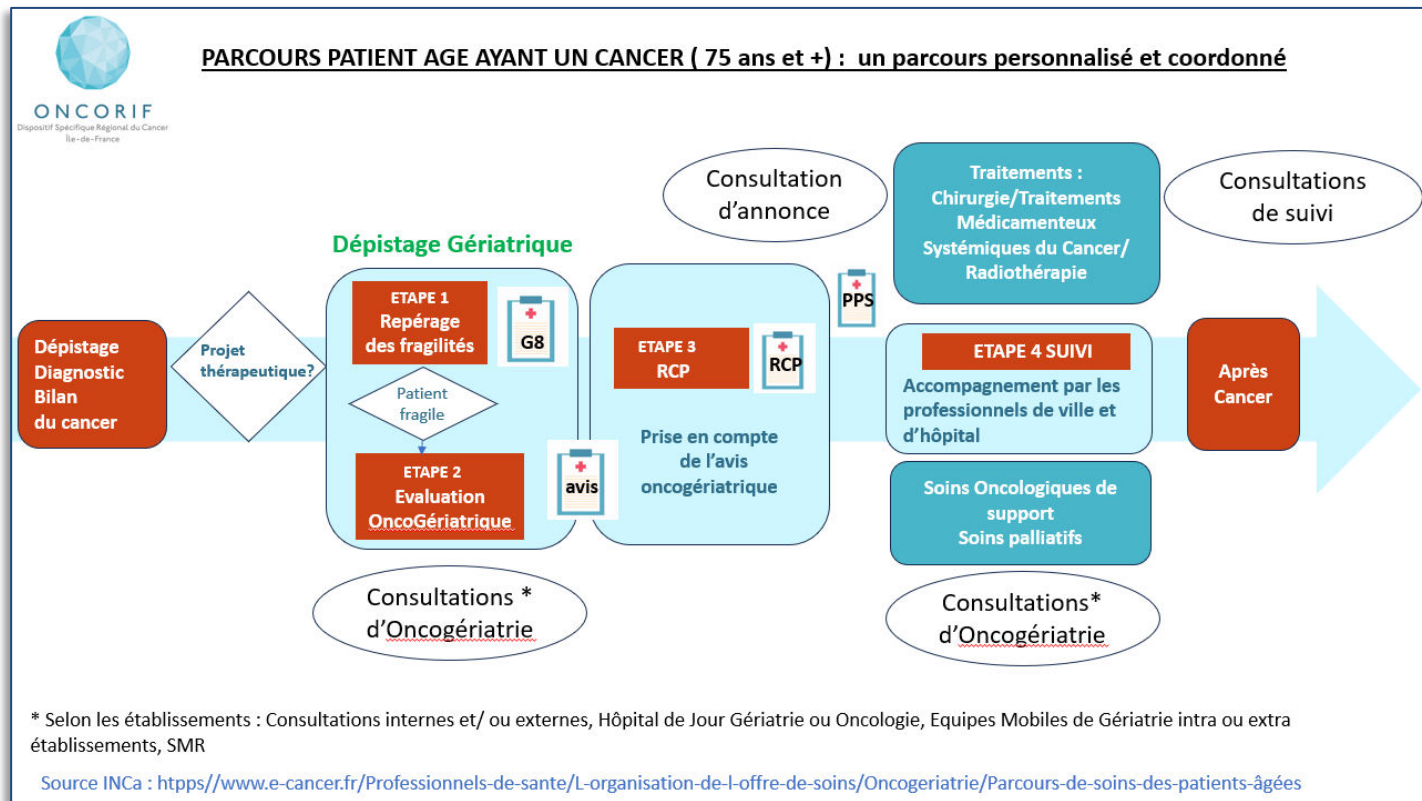 PARCOURS PATIENT AGE AYANT UN CANCER ( 75 ans et +) : un parcours personnalisé et coordonné
ONCORIF
Dispositif Spécifique Régional du Cancer
Île-de-France
Consultation
d'annonce
Traitements :
Chirurgie/Traitements
Médicamenteux
Systémiques du Cancer/
Radiothérapie
Consultations
de suivi
Dépistage Gériatrique
Dépistage
Diagnostic
Bilan
du cancer
Projet
thérapeutique?
ETAPE 1
Repérage
des fragilités
G8
Patient
fragile
ETAPE 2
Evaluation
OncoGériatrique
avis
ETAPE 3
RCP
RCP
Prise en compte
de l'avis
oncogériatrique
PPS
ETAPE 4 SUIVI
Accompagnement par les
professionnels de ville et
d'hôpital
Soins Oncologiques de
support
Soins palliatifs
Après
Cancer
Consultations *
d'Oncogériatrie
Consultations*
d'Oncogériatrie
* Selon les établissements : Consultations internes et/ ou externes, Hôpital de Jour Gériatrie ou Oncologie, Equipes Mobiles de Gériatrie intra ou extra
établissements, SMR
Source INCa : htpps//www.e-cancer.fr/Professionnels-de-sante/L-organisation-de-l-offre-de-soins/Oncogeriatrie/Parcours-de-soins-des-patients-âgées